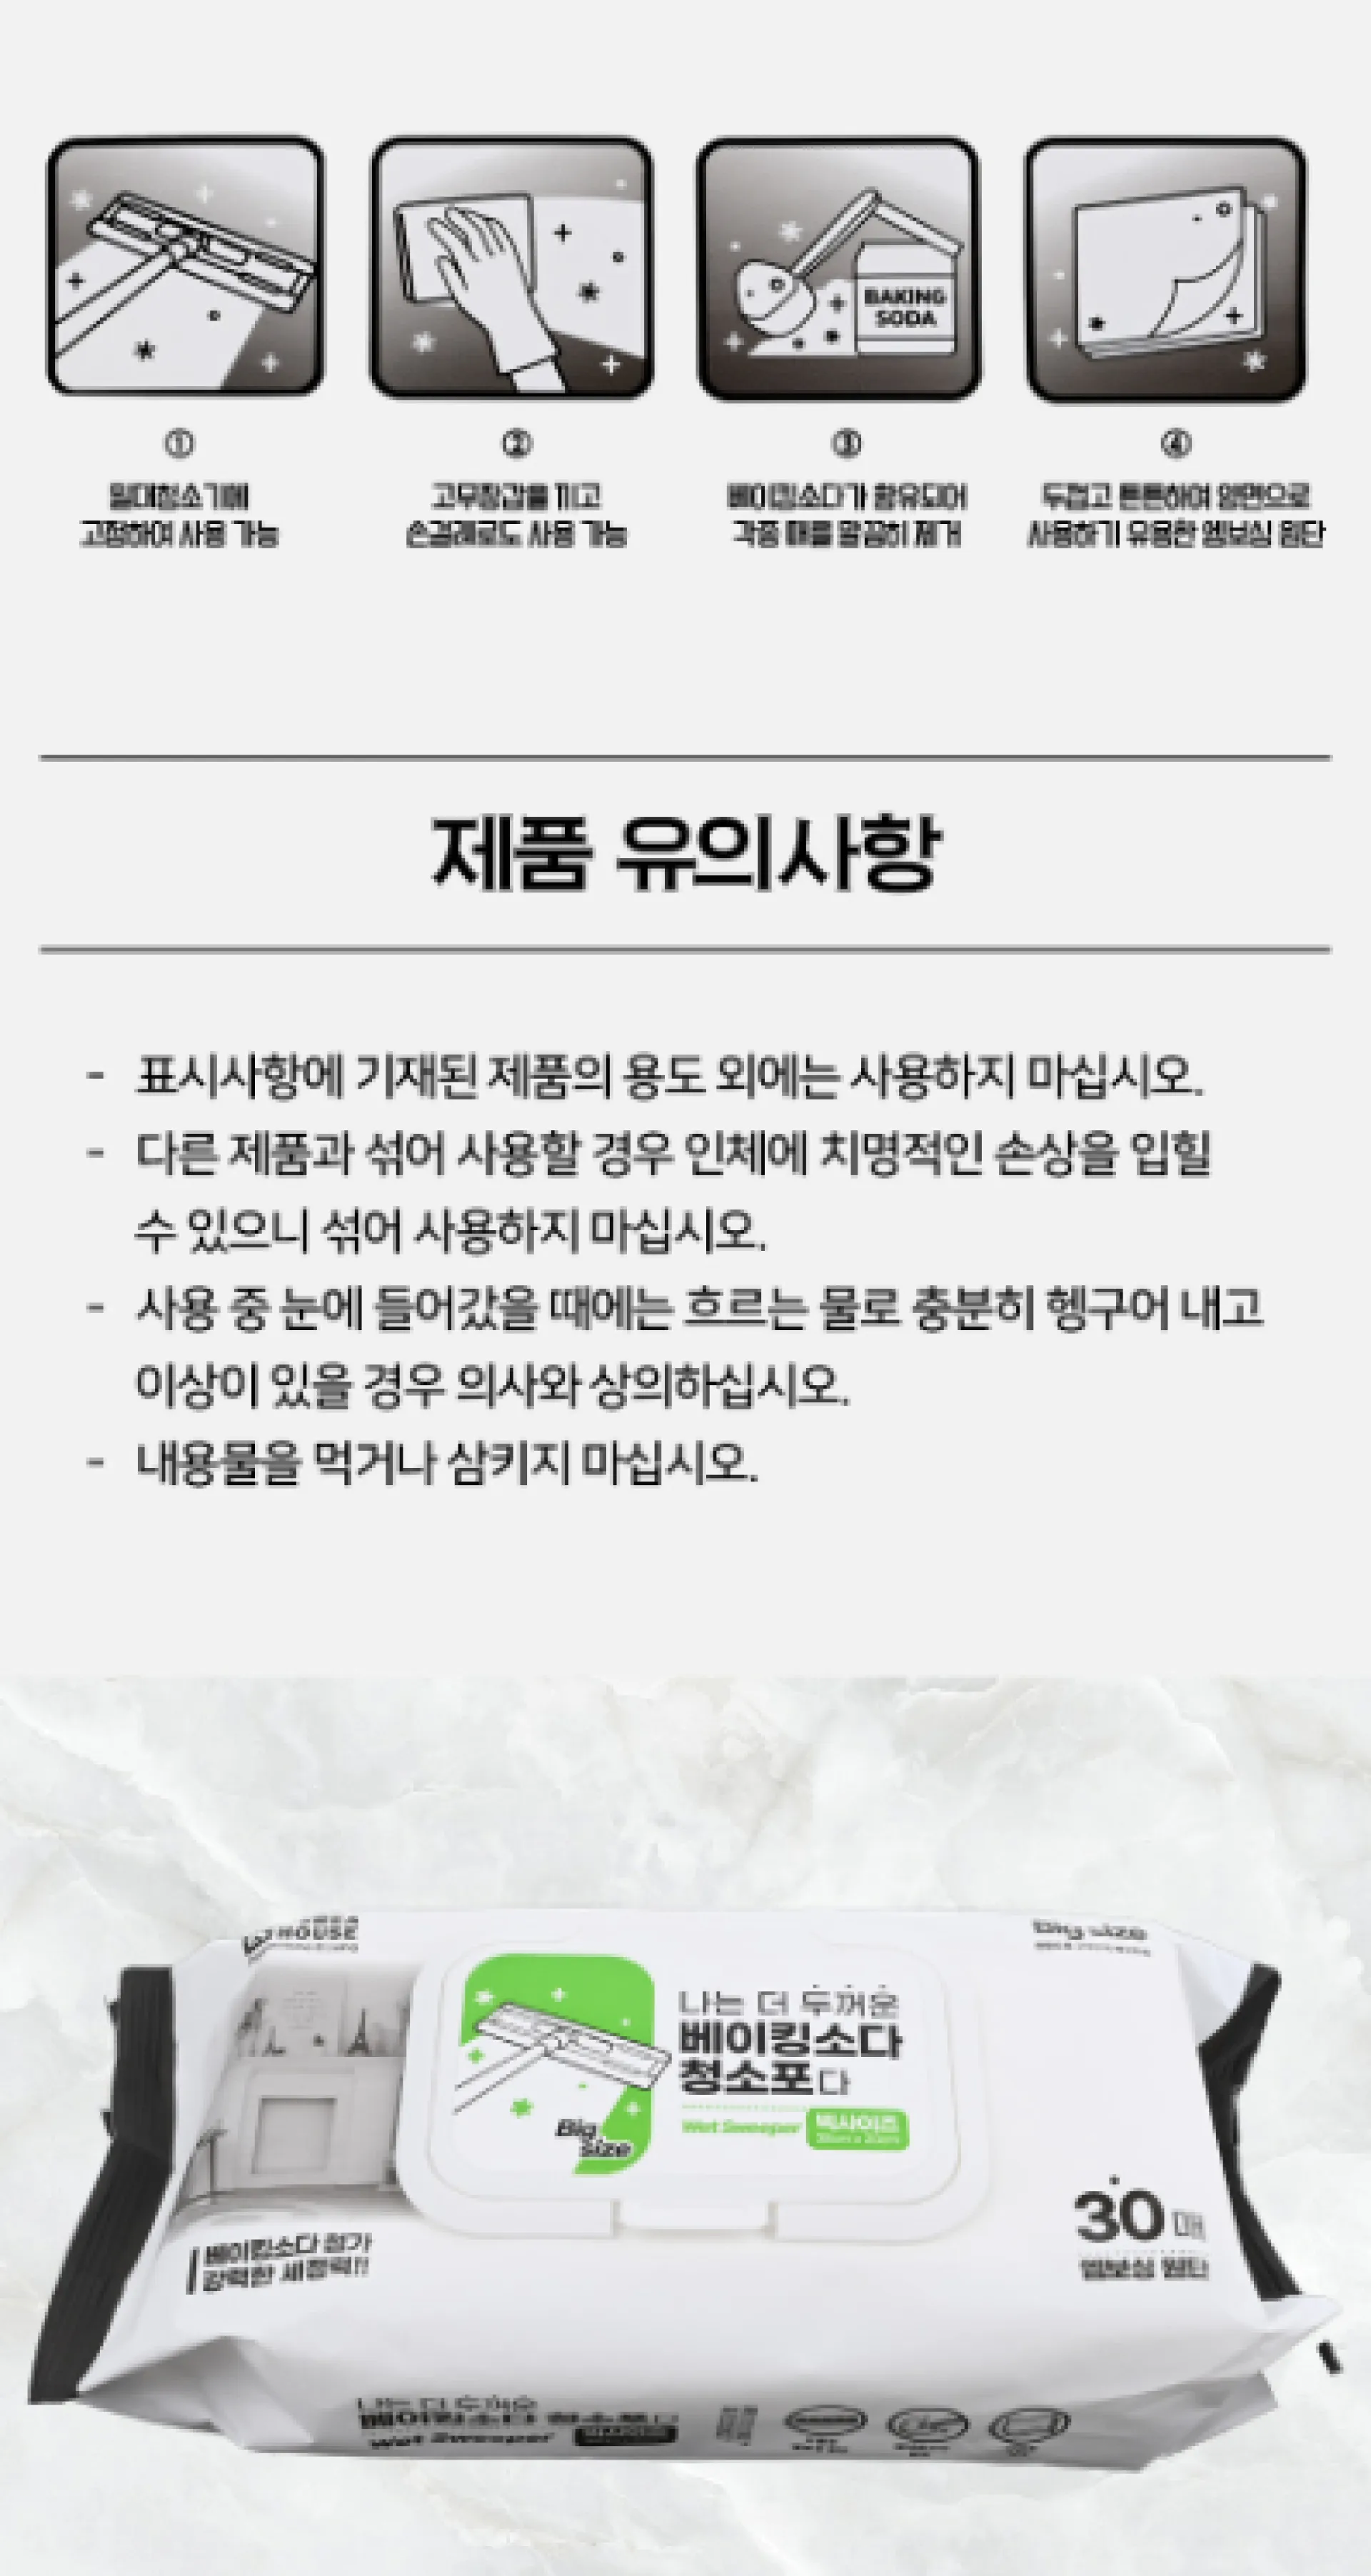 BAKING
SODA
①
밀대청소기에
고정하여 사용 가능
②
고무장갑을 끼고
손걸레로도 사용 가능
③
베이킹소다가 함유되어
각종 때를 말끔히 제거
④
두껍고 튼튼하여 양면으로
사용하기 유용한 엠보싱 원단
제품 유의사항
- 표시사항에 기재된 제품의 용도 외에는 사용하지 마십시오.
- 다른 제품과 섞어 사용할 경우 인체에 치명적인 손상을 입힐
수 있으니 섞어 사용하지 마십시오.
- 사용 중 눈에 들어갔을 때에는 흐르는 물로 충분히 헹구어 내고
이상이 있을 경우 의사와 상의하십시오.
- 내용물을 먹거나 삼키지 마십시오.
HOUSE
Big size
나는 더 두꺼운
베이킹소다
청소포다
Wet Sweeper 빅사이즈
Big
Size
30매
엠보싱 원단
베이킹소다 첨가
강력한 세정력!!
나는 더 두꺼운
베이킹소다 청소포다
Wet Sweeper